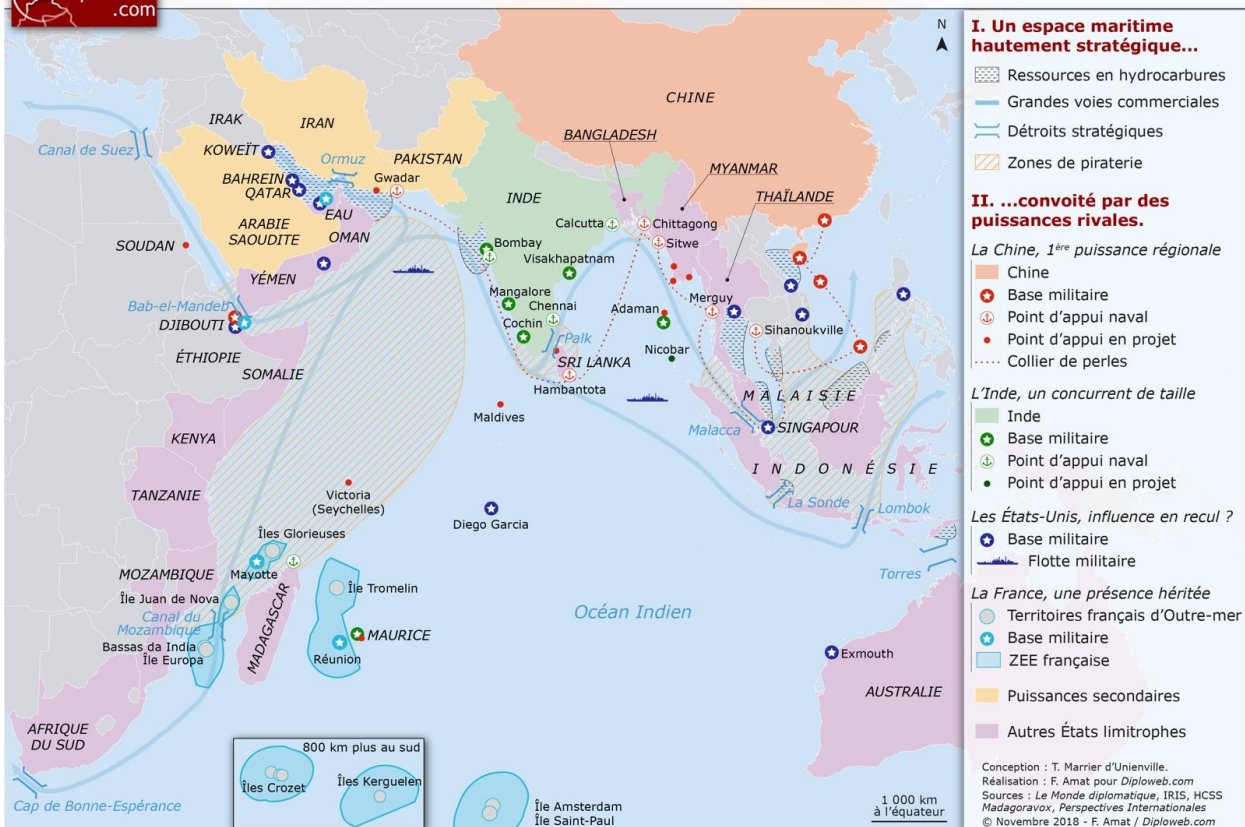 .com
N
IRAK
IRAN
KOWEÏT
Canal de Suez
Ormuz
PAKISTAN
Gwadar
BAHREIN
QATAR
EAU
OMAN
ARABIE
SAOUDITE
SOUDAN
YÉMEN
Bab-el-Mandeb
DJIBOUTI
ÉTHIOPIE
SOMALIE
KENYA
TANZANIE
CHINE
BANGLADESH
MYANMAR
THAÏLANDE
INDE
Calcutta
Chittagong
Sitwe
Bombay
Visakhapatnam
Mangalore
Chennai
Cochin
Palk
SRI LANKA
Hambantota
Adaman
Nicobar
Merguy
Sihanoukville
Maldives
MALAISIE
Malacca
SINGAPOUR
INDONÉSIE
La Sonde
Lombok
Torres
Victoria
(Seychelles)
Diego Garcia
Îles Glorieuses
MOZAMBIQUE
Mayotte
Île Juan de Nova
Île Tromelin
Canal du
Mozambique
Bassas da India
Île Europa
MADAGASCAR
MAURICE
Réunion
Océan Indien
Exmouth
AUSTRALIE
AFRIQUE
DU SUD
Cap de Bonne-Espérance
800 km plus au sud
Îles Crozet
Îles Kerguelen
Île Amsterdam
Île Saint-Paul
1 000 km
à l'équateur
I. Un espace maritime
hautement stratégique...
Ressources en hydrocarbures
Grandes voies commerciales
Détroits stratégiques
Zones de piraterie
II. ...convoité par des
puissances rivales.
La Chine, 1ère puissance régionale
Chine
Base militaire
Point d'appui naval
Point d'appui en projet
Collier de perles
L'Inde, un concurrent de taille
Inde
Base militaire
Point d'appui naval
Point d'appui en projet
Les États-Unis, influence en recul ?
Base militaire
Flotte militaire
La France, une présence héritée
Territoires français d'Outre-mer
Base militaire
ZEE française
Puissances secondaires
Autres États limitrophes
Conception : T. Marrier d'Unienville.
Réalisation : F. Amat pour Diploweb.com
Sources : Le Monde diplomatique, IRIS, HCSS
Madagoravox, Perspectives Internationales
© Novembre 2018 - F. Amat / Diploweb.com